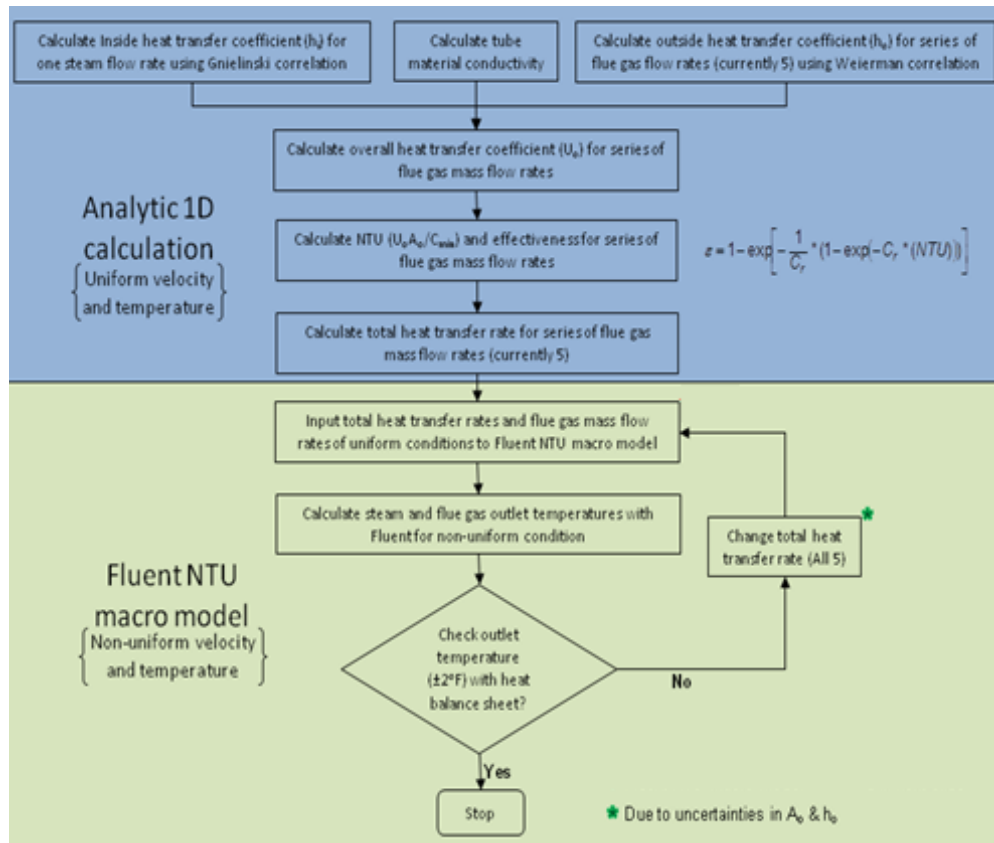 Calculate Inside heat transfer coefficient (hᵢ) for
one steam flow rate using Gnielinski correlation
Calculate tube
material conductivity
Calculate outside heat transfer coefficient (hₒ) for series of
flue gas flow rates (currently 5) using Weierman correlation
Calculate overall heat transfer coefficient (Uₒ) for series of
flue gas mass flow rates
Analytic 1D
calculation
Uniform velocity
and temperature
Calculate NTU (UₒAₒ/Cₘᵢₙ) and effectiveness for series of
flue gas mass flow rates
ε = 1 − exp[−1/Cᵣ * (1 − exp(−Cᵣ * (NTU)))]
Calculate total heat transfer rate for series of flue gas
mass flow rates (currently 5)
Input total heat transfer rates and flue gas mass flow
rates of uniform conditions to Fluent NTU macro model
Calculate steam and flue gas outlet temperatures with
Fluent for non-uniform condition
Change total heat
transfer rate (All 5)
*
Fluent NTU
macro model
Non-uniform velocity
and temperature
Check outlet
temperature
(±2°F) with heat
balance sheet?
No
Yes
Stop
* Due to uncertainties in Aₒ & hₒ